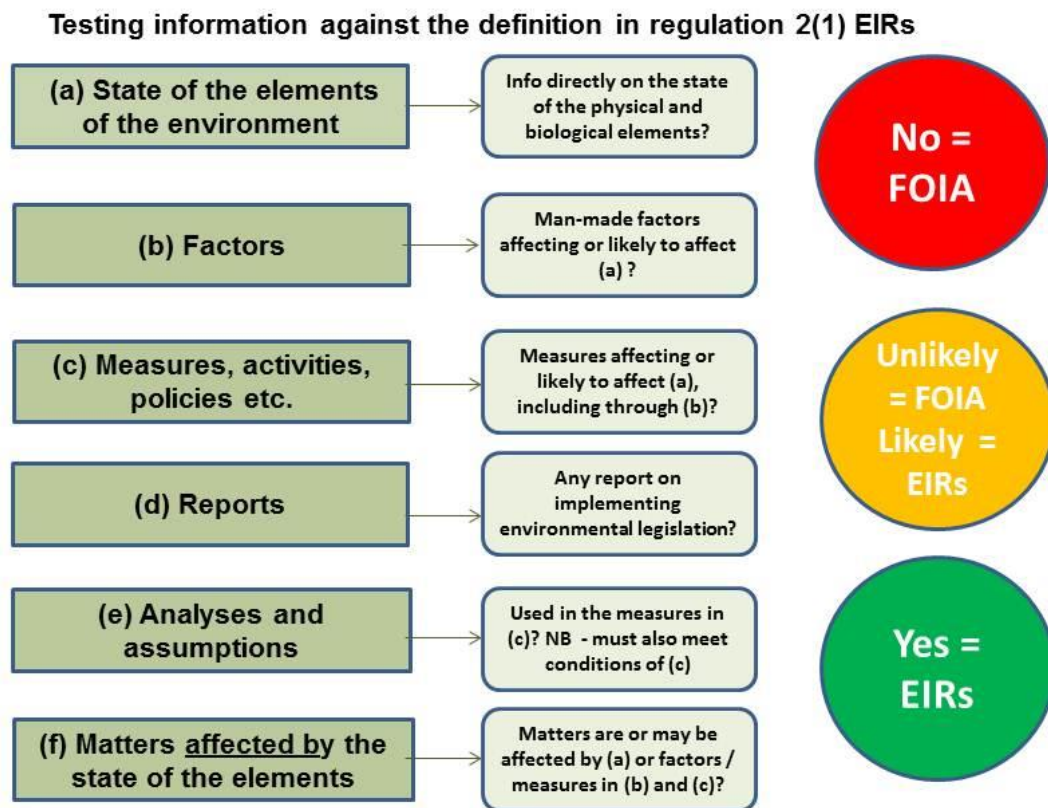 Testing information against the definition in regulation 2(1) EIRs
(a) State of the elements
of the environment
Info directly on the state
of the physical and
biological elements?
No =
FOIA
(b) Factors
Man-made factors
affecting or likely to affect
(a) ?
(c) Measures, activities,
policies etc.
Measures affecting or
likely to affect (a),
including through (b)?
Unlikely
= FOIA
Likely =
EIRs
(d) Reports
Any report on
implementing
environmental legislation?
(e) Analyses and
assumptions
Used in the measures in
(c)? NB - must also meet
conditions of (c)
Yes =
EIRs
(f) Matters affected by the
state of the elements
Matters are or may be
affected by (a) or factors /
measures in (b) and (c)?